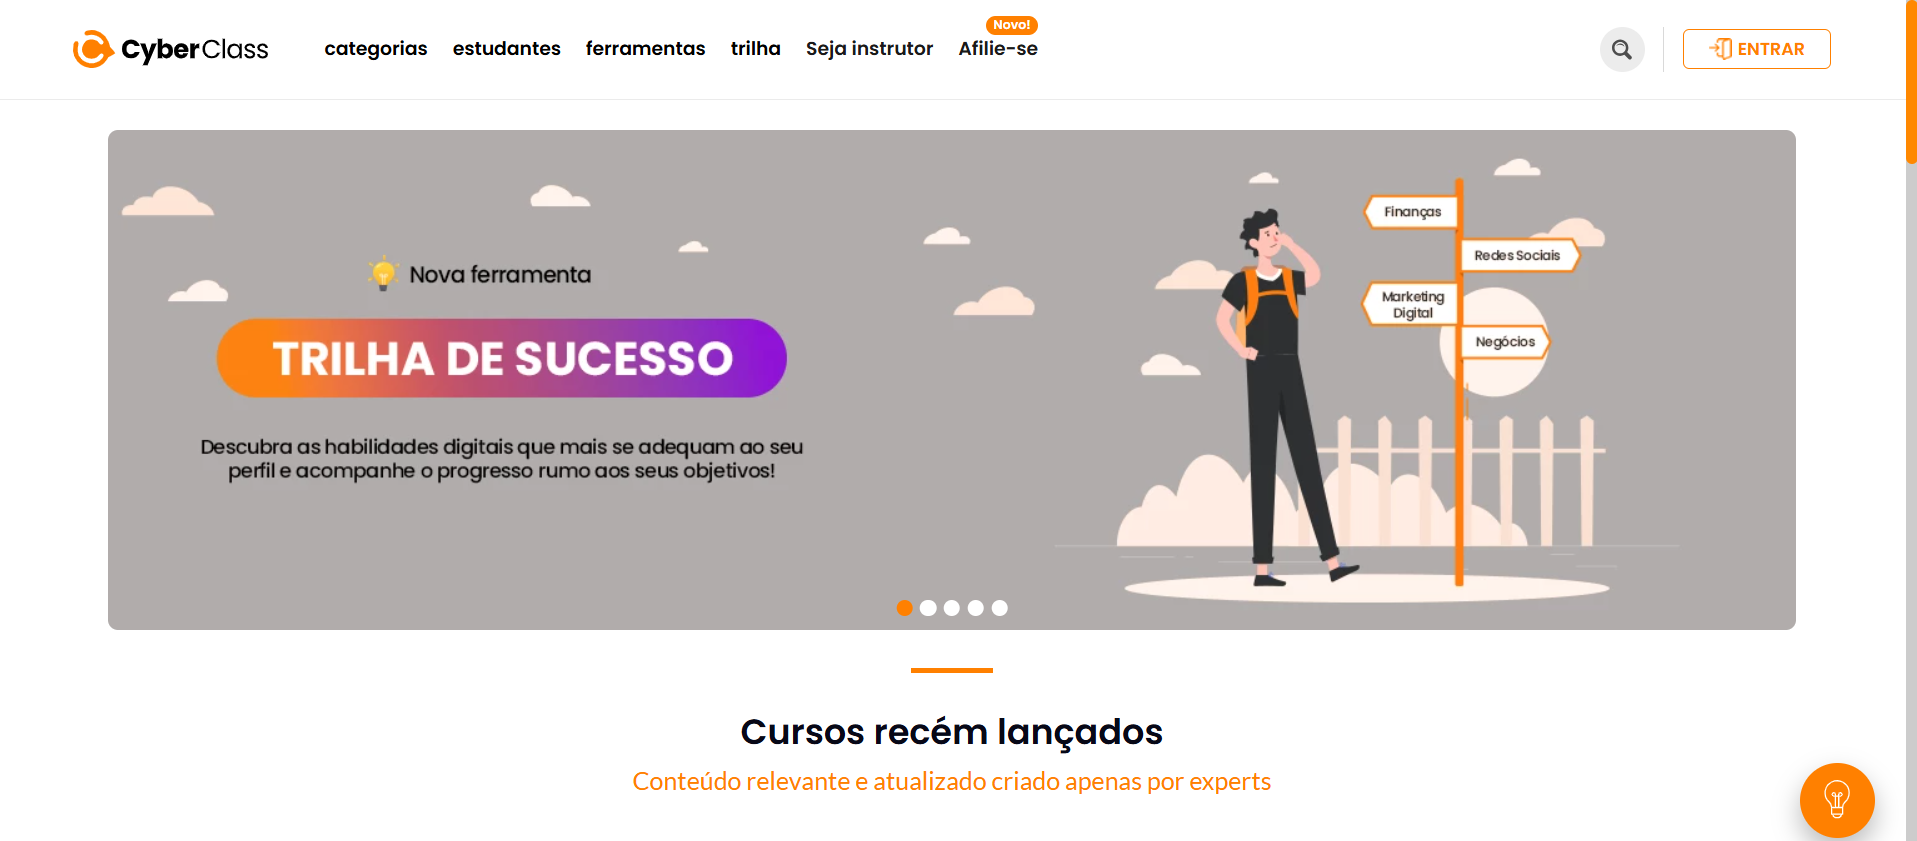 CyberClass
categorias estudantes ferramentas trilha Seja instrutor Afilie-se
Novo!
ENTRAR
Nova ferramenta
TRILHA DE SUCESSO
Descubra as habilidades digitais que mais se adequam ao seu
perfil e acompanhe o progresso rumo aos seus objetivos!
Finanças
Redes Sociais
Marketing
Digital
Negócios
Cursos recém lançados
Conteúdo relevante e atualizado criado apenas por experts